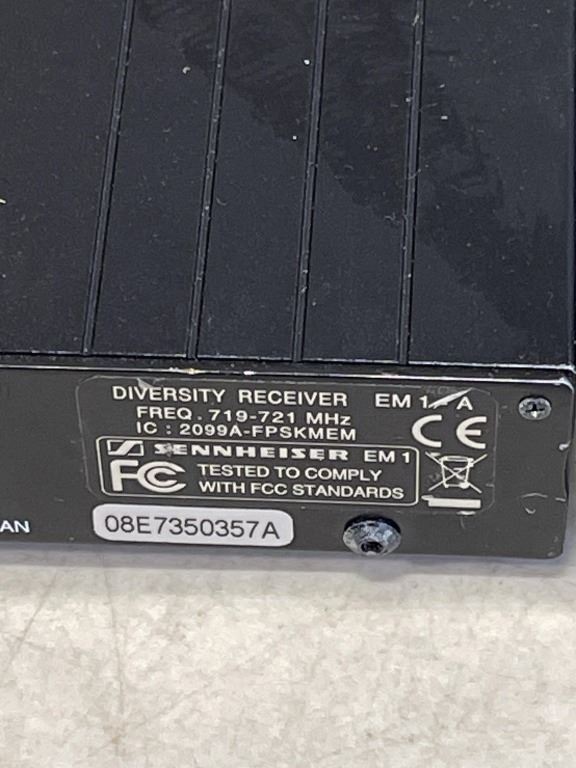 DIVERSITY RECEIVER EM 1 - A
FREQ. 719-721 MHz
IC : 2099A-FPSKMEM
CE
SENNHEISER EM 1
FC TESTED TO COMPLY
WITH FCC STANDARDS
08E7350357A
AN